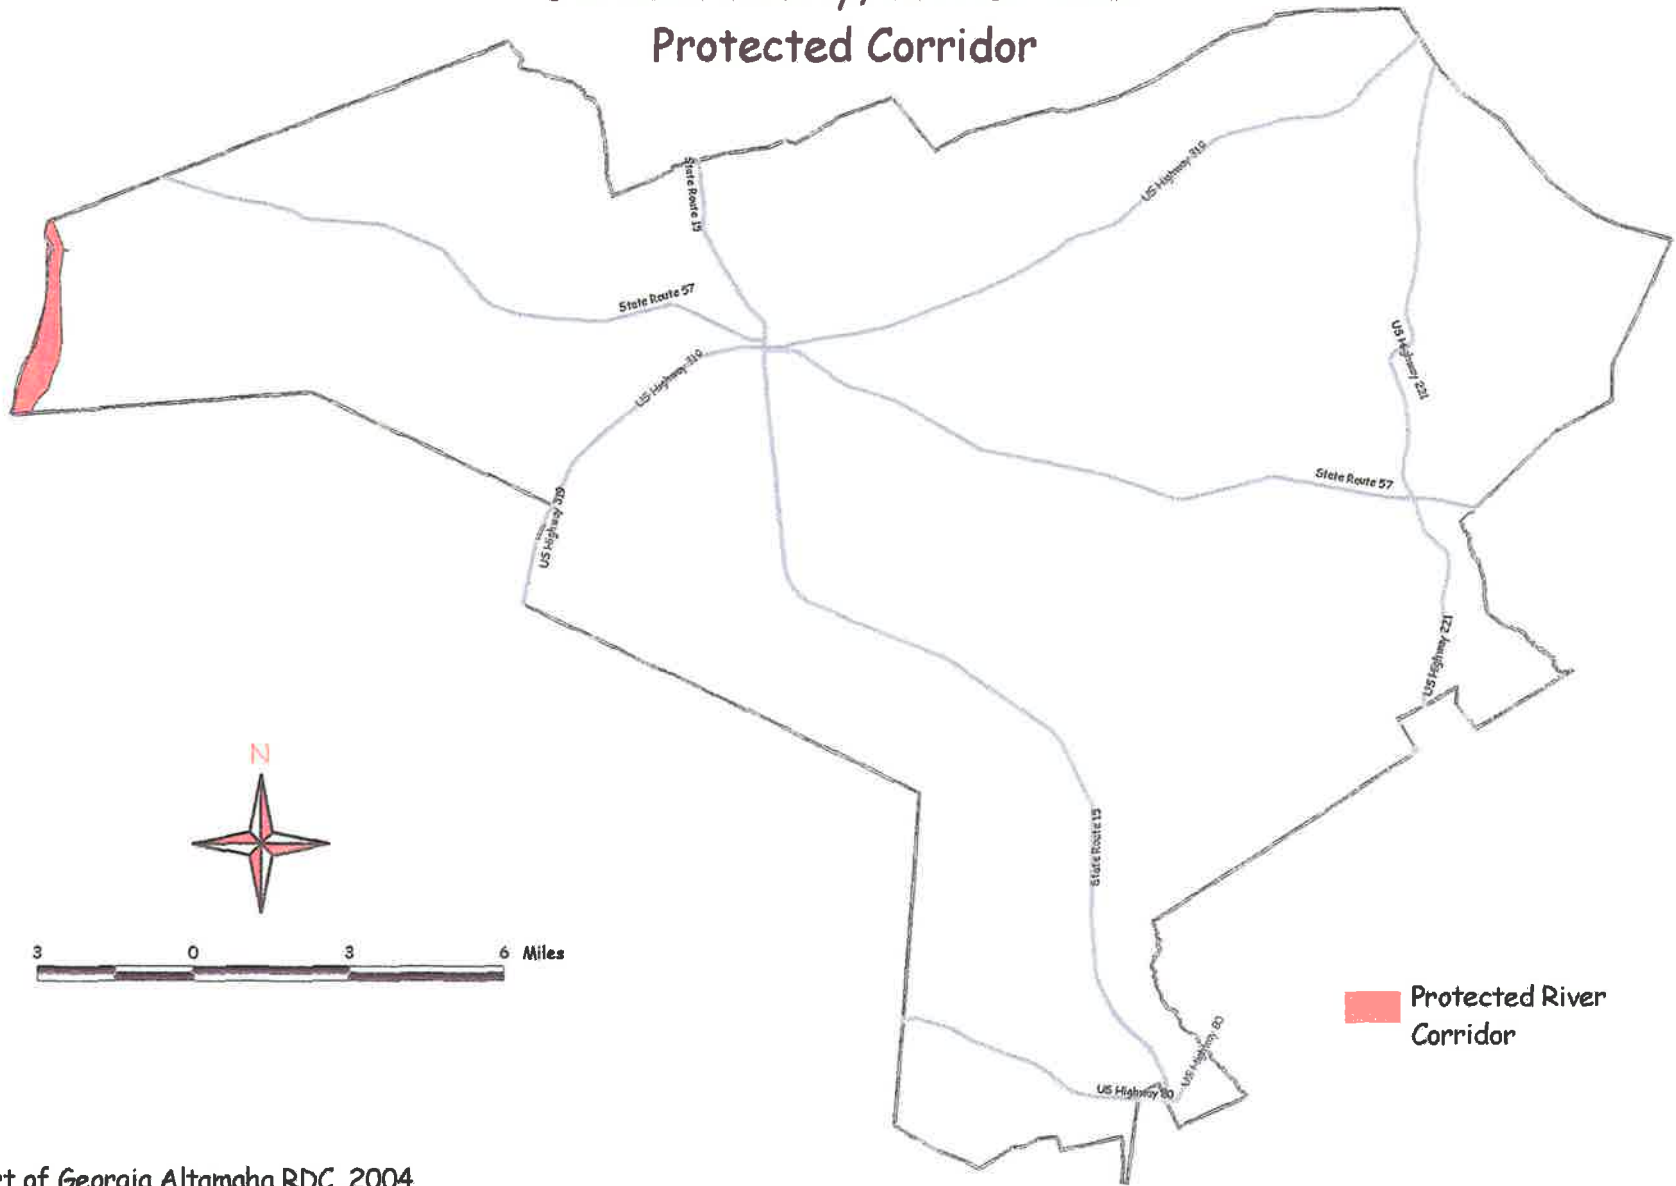 Protected Corridor
State Route 15
US Highway 319
State Route 57
US Highway 319
US Highway 221
State Route 57
US Highway 319
US Highway 221
State Route 15
US Highway 80
US Highway 80
N
3 0 3 6 Miles
Protected River
Corridor
of Georgia Altamaha RDC, 2004